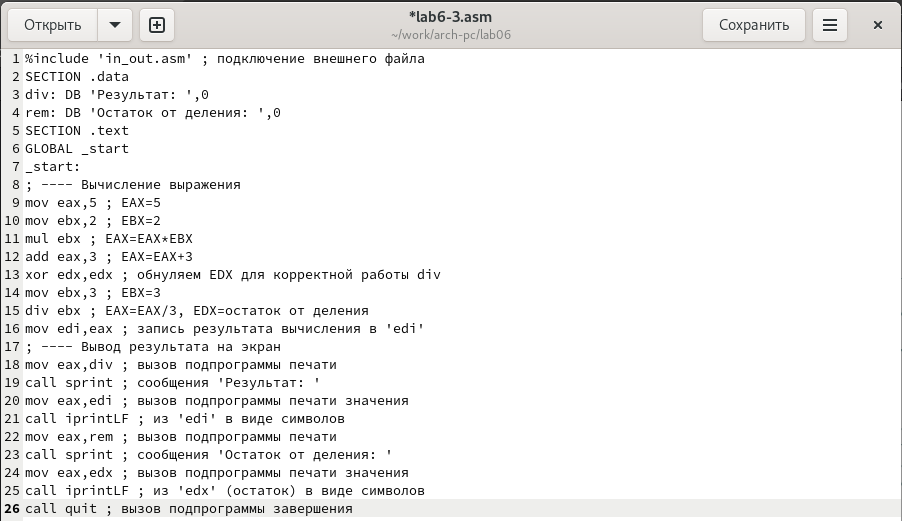 Открыть
*lab6-3.asm
~/work/arch-pc/lab06
Сохранить
1 %include 'in_out.asm' ; подключение внешнего файла
2 SECTION .data
3 div: DB 'Результат: ',0
4 rem: DB 'Остаток от деления: ',0
5 SECTION .text
6 GLOBAL _start
7 _start:
8 ; ---- Вычисление выражения
9 mov eax,5 ; EAX=5
10 mov ebx,2 ; EBX=2
11 mul ebx ; EAX=EAX*EBX
12 add eax,3 ; EAX=EAX+3
13 xor edx,edx ; обнуляем EDX для корректной работы div
14 mov ebx,3 ; EBX=3
15 div ebx ; EAX=EAX/3, EDX=остаток от деления
16 mov edi,eax ; запись результата вычисления в 'edi'
17 ; ---- Вывод результата на экран
18 mov eax,div ; вызов подпрограммы печати
19 call sprint ; сообщения 'Результат: '
20 mov eax,edi ; вызов подпрограммы печати значения
21 call iprintLF ; из 'edi' в виде символов
22 mov eax,rem ; вызов подпрограммы печати
23 call sprint ; сообщения 'Остаток от деления: '
24 mov eax,edx ; вызов подпрограммы печати значения
25 call iprintLF ; из 'edx' (остаток) в виде символов
26 call quit ; вызов подпрограммы завершения